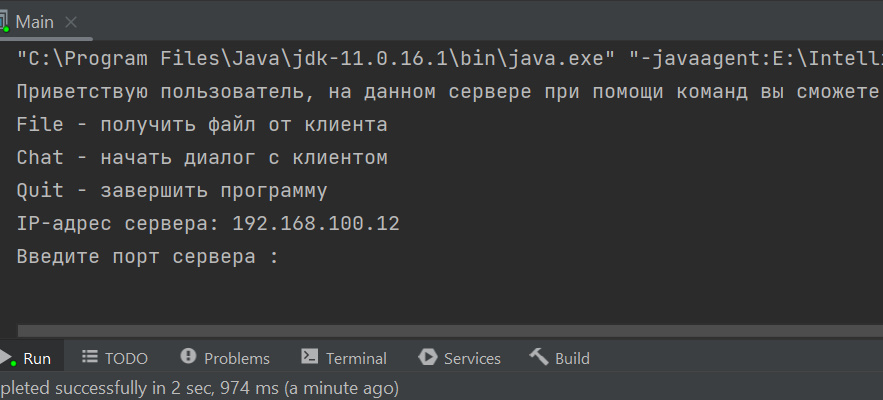 Main
"C:\Program Files\Java\jdk-11.0.16.1\bin\java.exe" "-javaagent:E:\Intelli
Приветствую пользователь, на данном сервере при помощи команд вы сможете
File - получить файл от клиента
Chat - начать диалог с клиентом
Quit - завершить программу
IP-адрес сервера: 192.168.100.12
Введите порт сервера :
Run TODO Problems Terminal Services Build
pleted successfully in 2 sec, 974 ms (a minute ago)